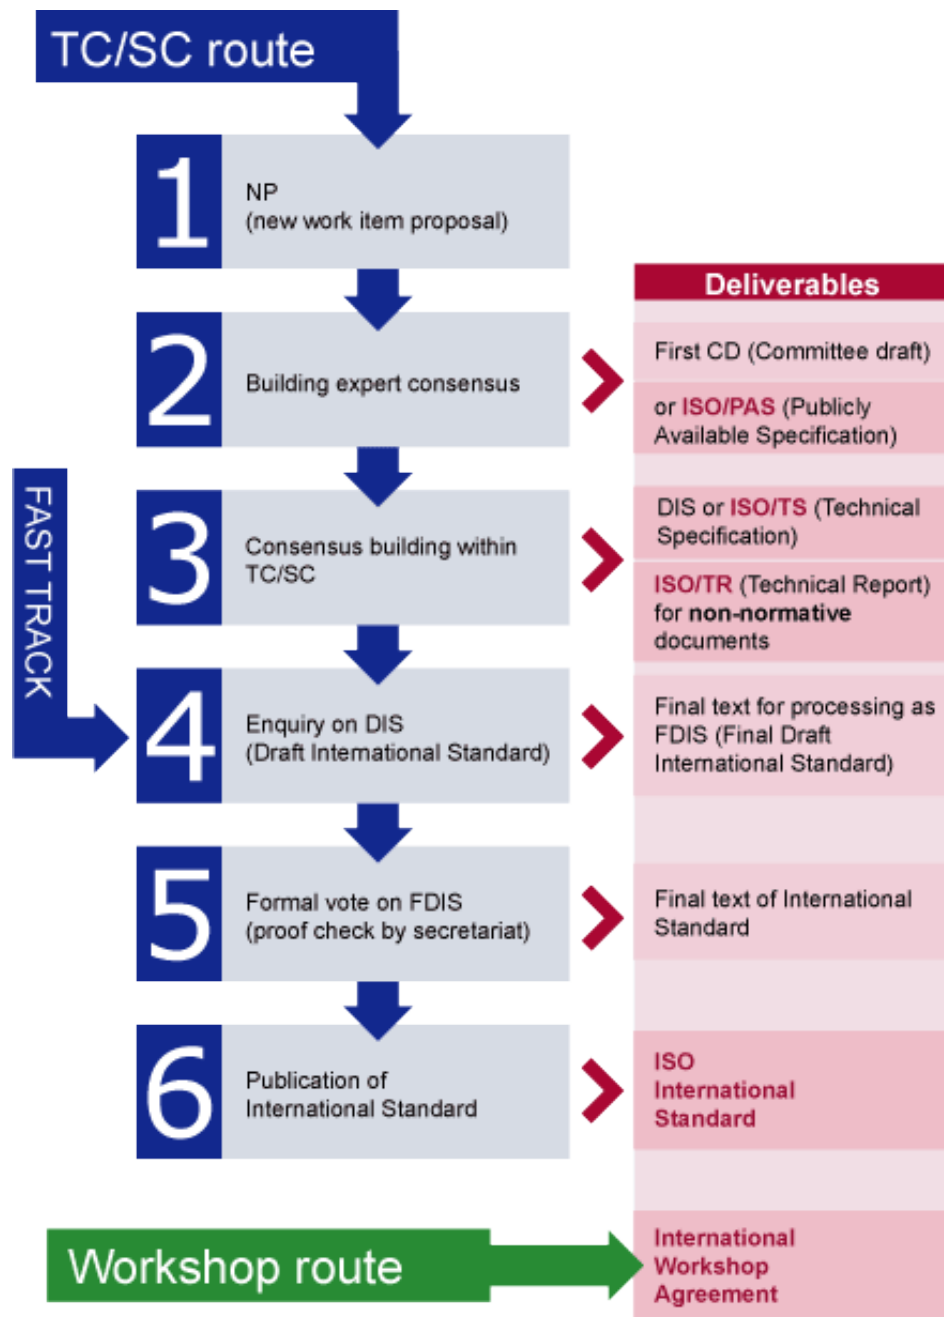 TC/SC route
1
NP
(new work item proposal)
Deliverables
2
Building expert consensus
First CD (Committee draft)
or ISO/PAS (Publicly
Available Specification)
FAST TRACK
3
Consensus building within
TC/SC
DIS or ISO/TS (Technical
Specification)
ISO/TR (Technical Report)
for non-normative
documents
4
Enquiry on DIS
(Draft International Standard)
Final text for processing as
FDIS (Final Draft
International Standard)
5
Formal vote on FDIS
(proof check by secretariat)
Final text of International
Standard
6
Publication of
International Standard
ISO
International
Standard
Workshop route
International
Workshop
Agreement